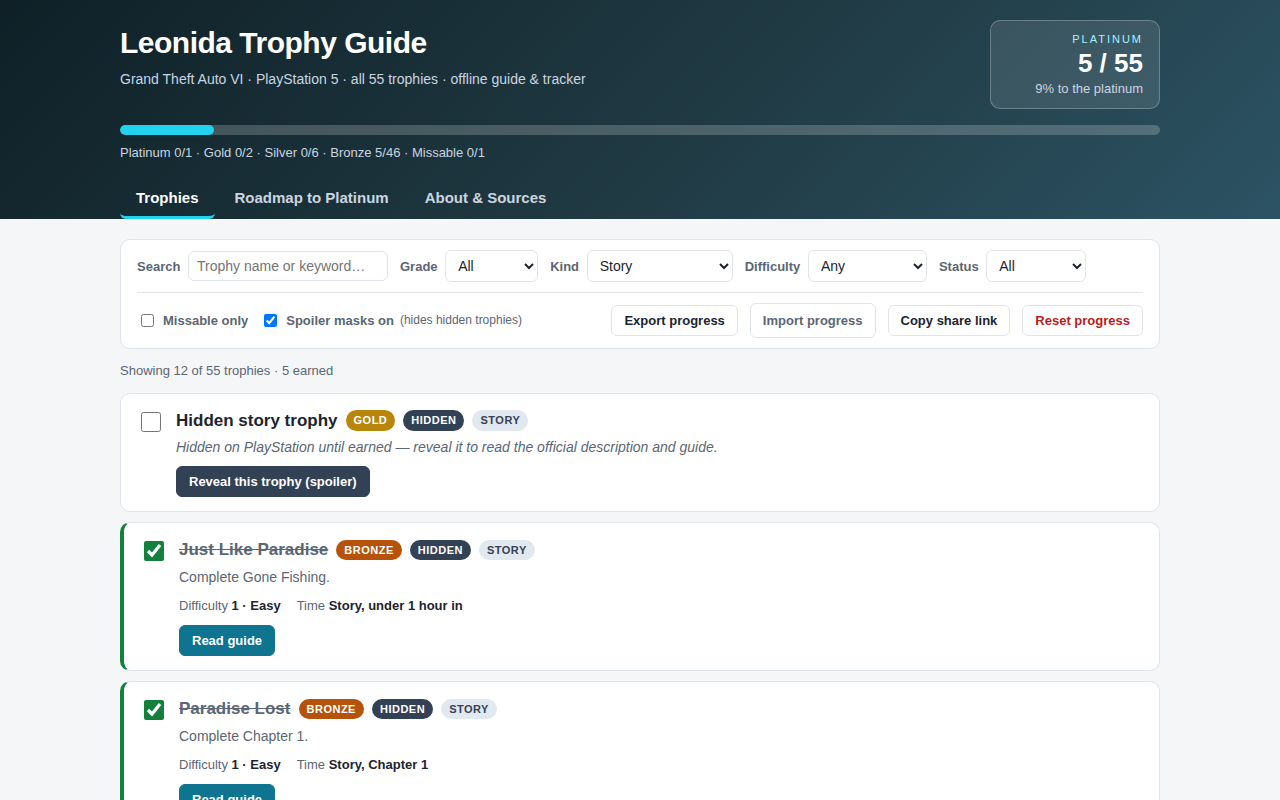 Leonida Trophy Guide
Grand Theft Auto VI · PlayStation 5 · all 55 trophies · offline guide & tracker
PLATINUM
5 / 55
9% to the platinum
Platinum 0/1 · Gold 0/2 · Silver 0/6 · Bronze 5/46 · Missable 0/1
Trophies Roadmap to Platinum About & Sources
Search Trophy name or keyword… Grade All Kind Story Difficulty Any Status All
Missable only Spoiler masks on (hides hidden trophies) Export progress Import progress Copy share link Reset progress
Showing 12 of 55 trophies · 5 earned
Hidden story trophy GOLD HIDDEN STORY
Hidden on PlayStation until earned — reveal it to read the official description and guide.
Reveal this trophy (spoiler)
Just Like Paradise BRONZE HIDDEN STORY
Complete Gone Fishing.
Difficulty 1 · Easy Time Story, under 1 hour in
Read guide
Paradise Lost BRONZE HIDDEN STORY
Complete Chapter 1.
Difficulty 1 · Easy Time Story, Chapter 1
Read guide